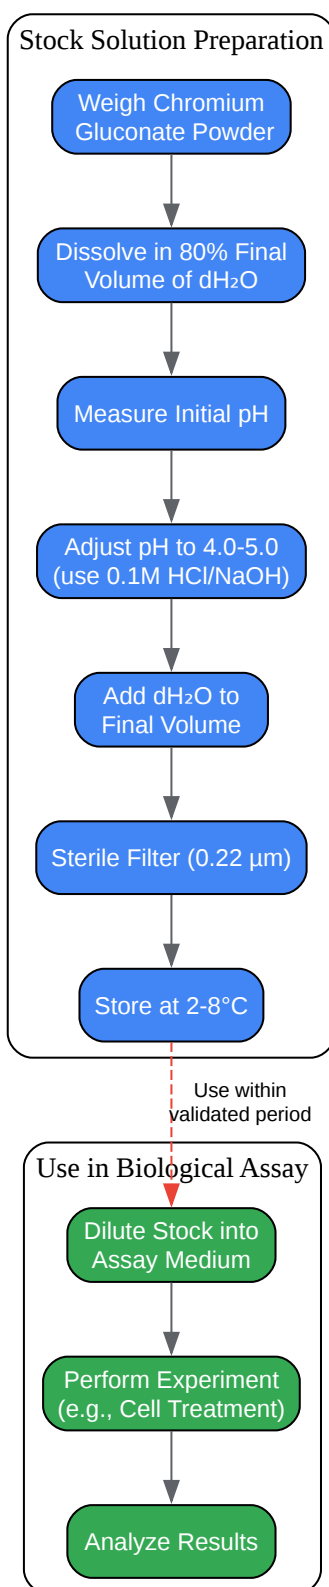 Stock Solution Preparation
Weigh Chromium
Gluconate Powder
Dissolve in 80% Final
Volume of dH₂O
Measure Initial pH
Adjust pH to 4.0-5.0
(use 0.1M HCl/NaOH)
Add dH₂O to
Final Volume
Sterile Filter (0.22 µm)
Store at 2-8°C
Use within
validated period
Use in Biological Assay
Dilute Stock into
Assay Medium
Perform Experiment
(e.g., Cell Treatment)
Analyze Results